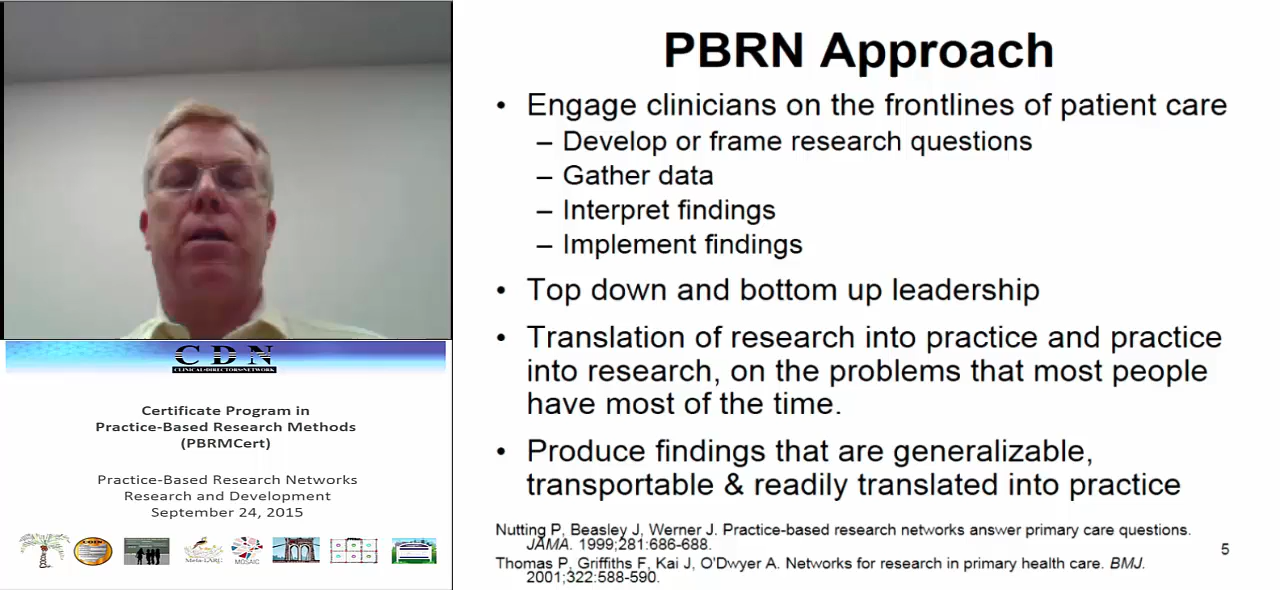 C D N
CLINICAL DIRECTORS NETWORK
Certificate Program in
Practice-Based Research Methods
(PBRMCert)
Practice-Based Research Networks
Research and Development
September 24, 2015
MOSAIC
PBRN Approach
• Engage clinicians on the frontlines of patient care
– Develop or frame research questions
– Gather data
– Interpret findings
– Implement findings
• Top down and bottom up leadership
• Translation of research into practice and practice
into research, on the problems that most people
have most of the time.
• Produce findings that are generalizable,
transportable & readily translated into practice
Nutting P, Beasley J, Werner J. Practice-based research networks answer primary care questions.
JAMA. 1999;281:686-688.
Thomas P, Griffiths F, Kai J, O'Dwyer A. Networks for research in primary health care. BMJ.
2001;322:588-590.
5